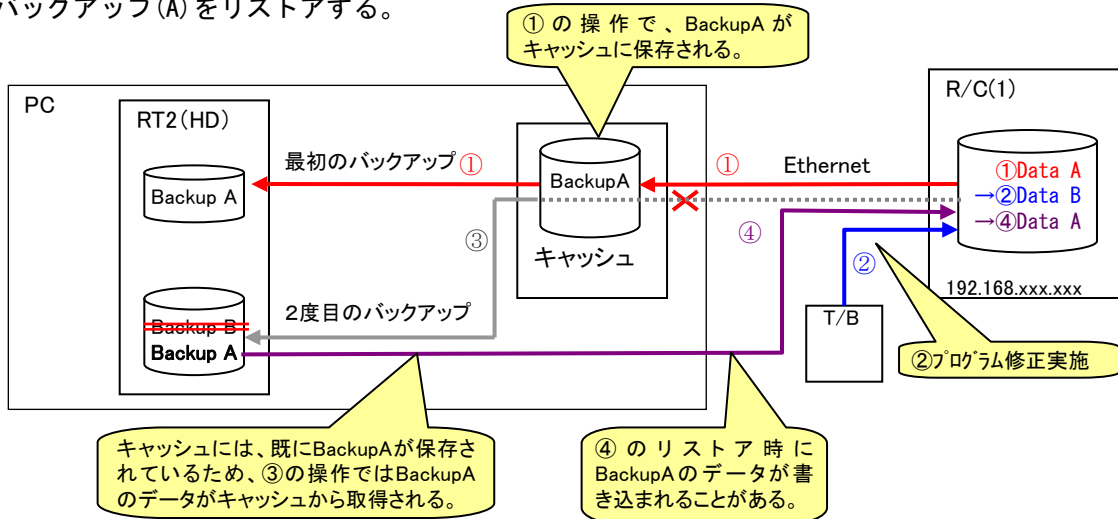 バックアップ(A)をリストアする。
①の操作で、BackupAが
キャッシュに保存される。
PC
RT2(HD)
R/C(1)
最初のバックアップ①
①
Ethernet
Backup A
BackupA
①Data A
→②Data B
→④Data A
③
キャッシュ
④
②
192.168.xxx.xxx
2度目のバックアップ
T/B
Backup B
Backup A
②プログラム修正実施
キャッシュには、既にBackupAが保存さ
れているため、③の操作ではBackupA
のデータがキャッシュから取得される。
④のリストア時に
BackupAのデータが書
き込まれることがある。